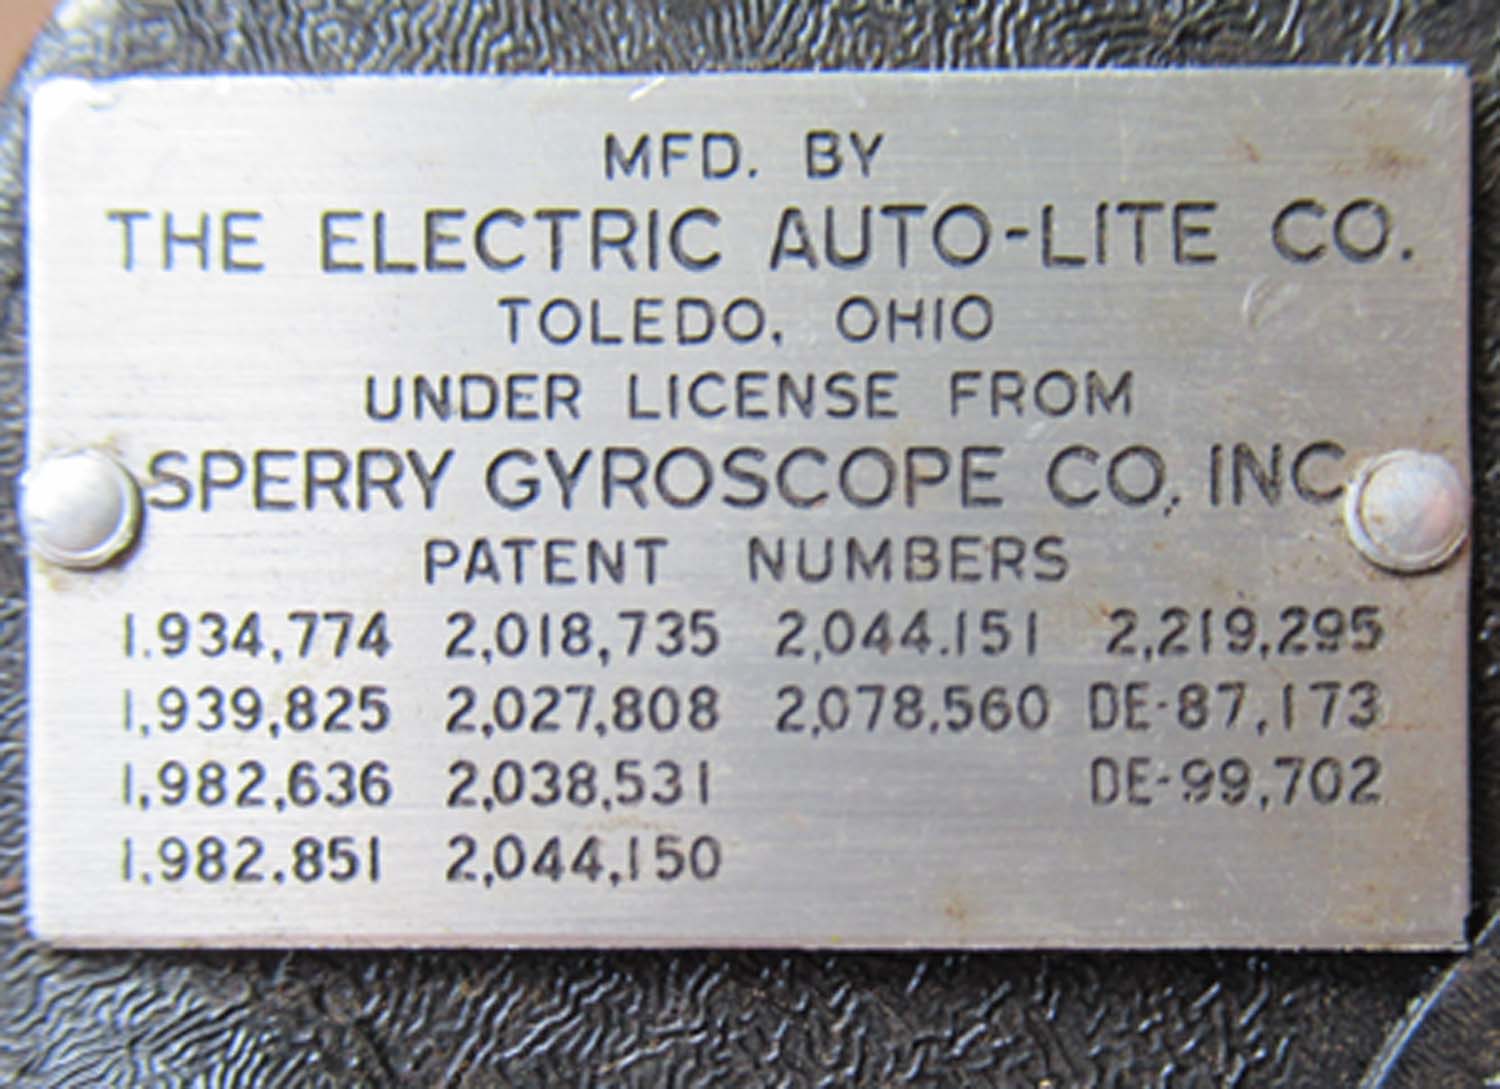 MFD. BY
THE ELECTRIC AUTO-LITE CO.
TOLEDO, OHIO
UNDER LICENSE FROM
SPERRY GYROSCOPE CO, INC
PATENT NUMBERS
1,934,774 2,018,735 2,044,151 2,219,295
1,939,825 2,027,808 2,078,560 DE-87,173
1,982,636 2,038,531 DE-99,702
1,982,851 2,044,150